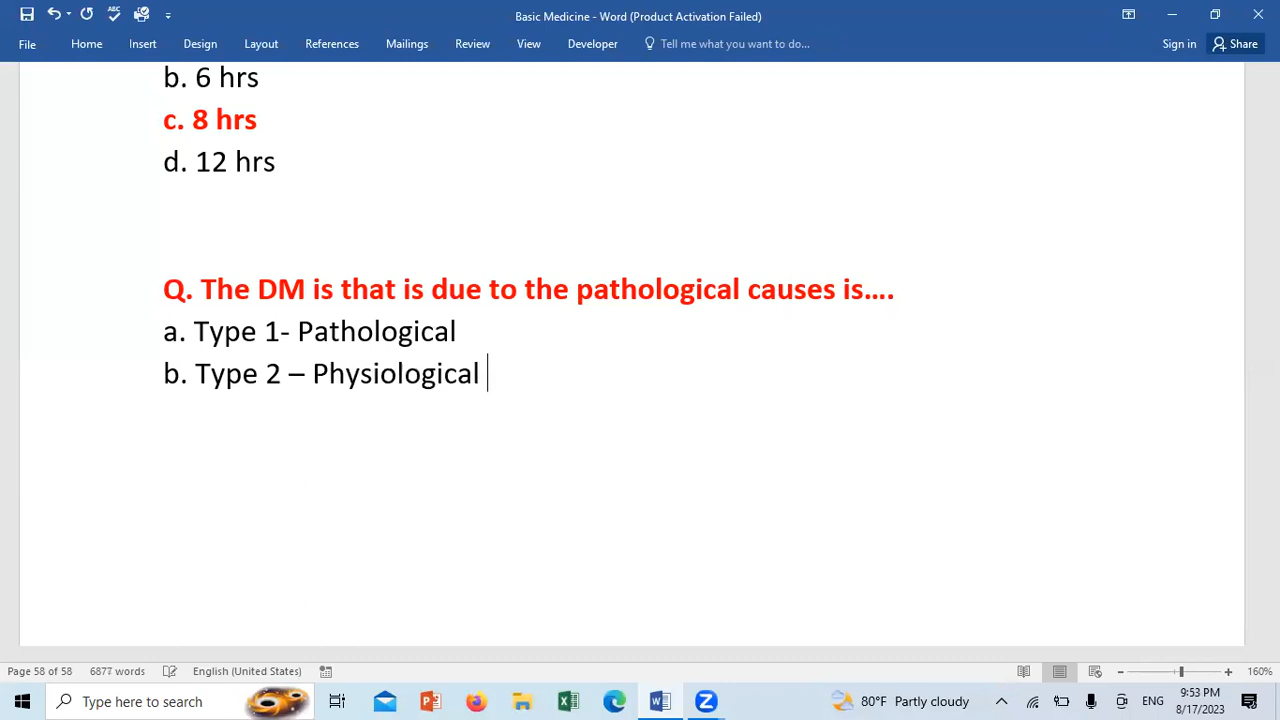 Basic Medicine - Word (Product Activation Failed)
File Home Insert Design Layout References Mailings Review View Developer Tell me what you want to do... Sign in Share
b. 6 hrs
c. 8 hrs
d. 12 hrs
Q. The DM is that is due to the pathological causes is....
a. Type 1- Pathological
b. Type 2 – Physiological
Page 58 of 58 6877 words English (United States) 160%
Type here to search 80°F Partly cloudy ENG 9:53 PM
8/17/2023